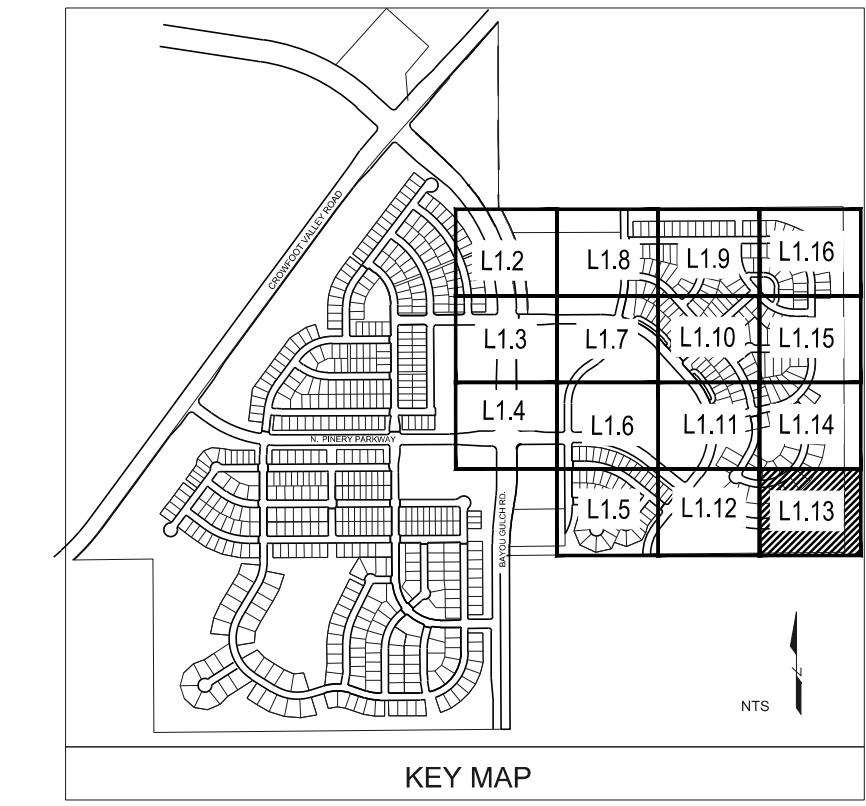 CROWFOOT VALLEY ROAD
L1.2
L1.8
L1.9
L1.16
L1.3
L1.7
L1.10
L1.15
L1.4
L1.6
L1.11
L1.14
N. PINERY PARKWAY
BAYOU GULCH RD.
L1.5
L1.12
L1.13
N
NTS
KEY MAP